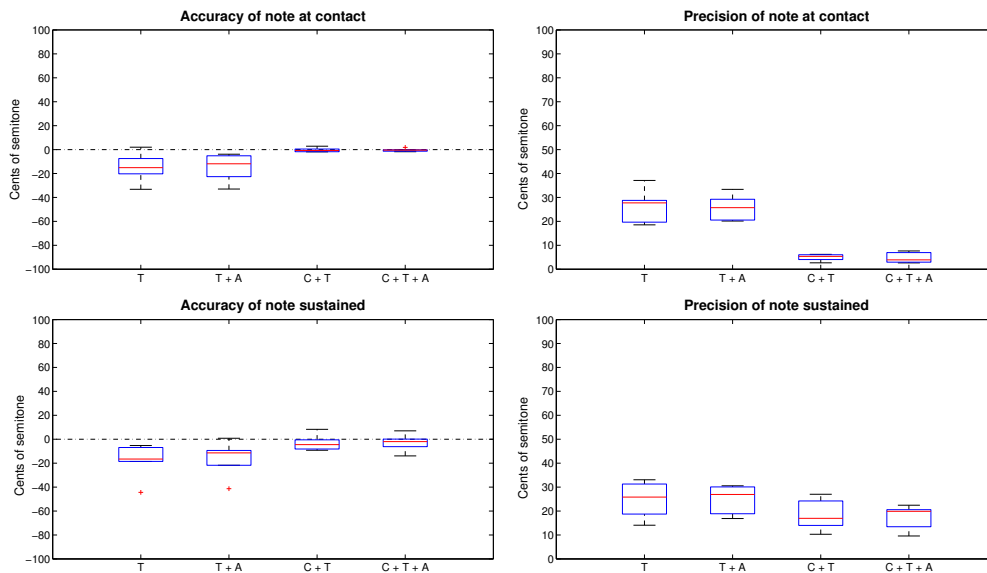 Accuracy of note at contact
Cents of semitone
100
80
60
40
20
0
−20
−40
−60
−80
−100
T
T + A
C + T
C + T + A
Precision of note at contact
Cents of semitone
100
90
80
70
60
50
40
30
20
10
0
T
T + A
C + T
C + T + A
Accuracy of note sustained
Cents of semitone
100
80
60
40
20
0
−20
−40
−60
−80
−100
T
T + A
C + T
C + T + A
Precision of note sustained
Cents of semitone
100
90
80
70
60
50
40
30
20
10
0
T
T + A
C + T
C + T + A